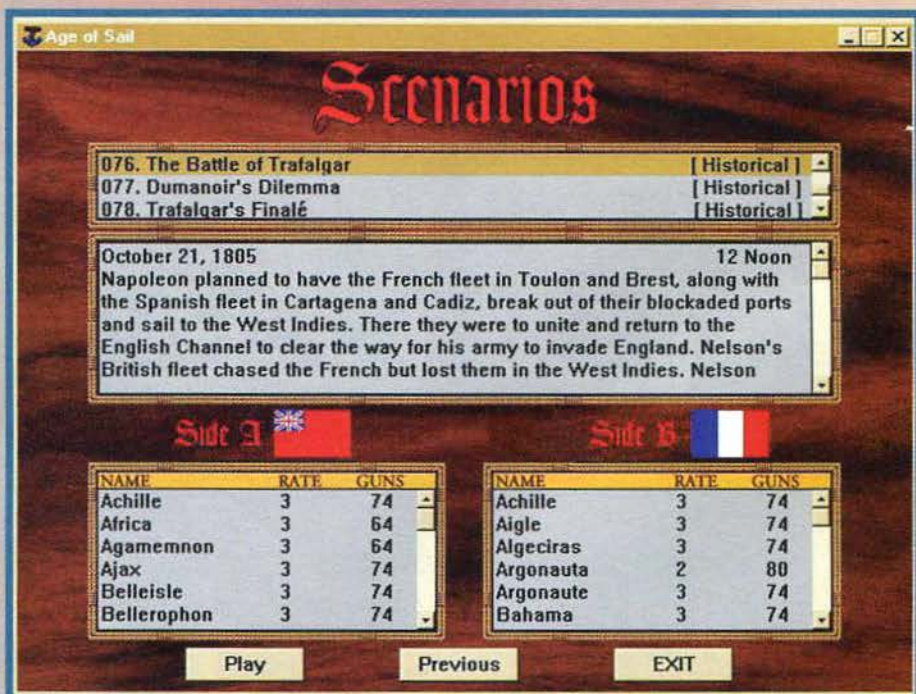 Age of Sail
Scenarios
076. The Battle of Trafalgar [ Historical ]
077. Dumanoir's Dilemma [ Historical ]
078. Trafalgar's Finalé [ Historical ]
October 21, 1805 12 Noon
Napoleon planned to have the French fleet in Toulon and Brest, along with
the Spanish fleet in Cartagena and Cadiz, break out of their blockaded ports
and sail to the West Indies. There they were to unite and return to the
English Channel to clear the way for his army to invade England. Nelson's
British fleet chased the French but lost them in the West Indies. Nelson
Side A Side B
NAME RATE GUNS
Achille 3 74
Africa 3 64
Agamemnon 3 64
Ajax 3 74
Belleisle 3 74
Bellerophon 3 74
NAME RATE GUNS
Achille 3 74
Aigle 3 74
Algeciras 3 74
Argonauta 2 80
Argonaute 3 74
Bahama 3 74
Play Previous EXIT